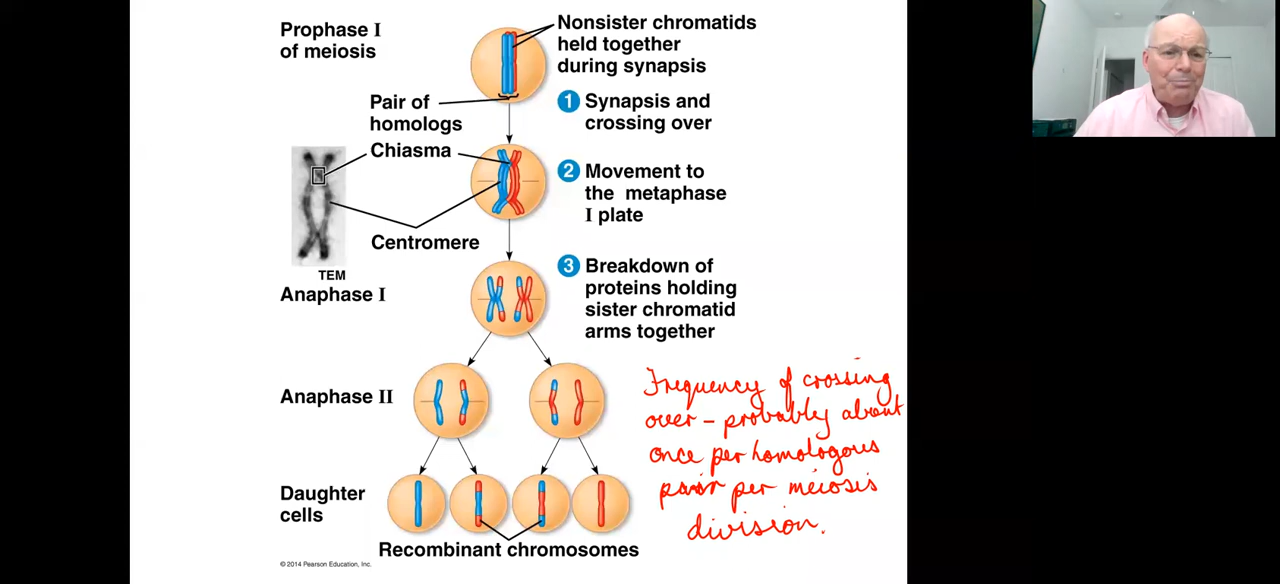 Prophase I
of meiosis
Nonsister chromatids
held together
during synapsis
Pair of
homologs
1 Synapsis and
crossing over
Chiasma
2 Movement to
the metaphase
I plate
Centromere
TEM
Anaphase I
3 Breakdown of
proteins holding
sister chromatid
arms together
Anaphase II
Frequency of crossing
over - probably about
once per homologous
pair per meiosis
division.
Daughter
cells
Recombinant chromosomes
© 2014 Pearson Education, Inc.